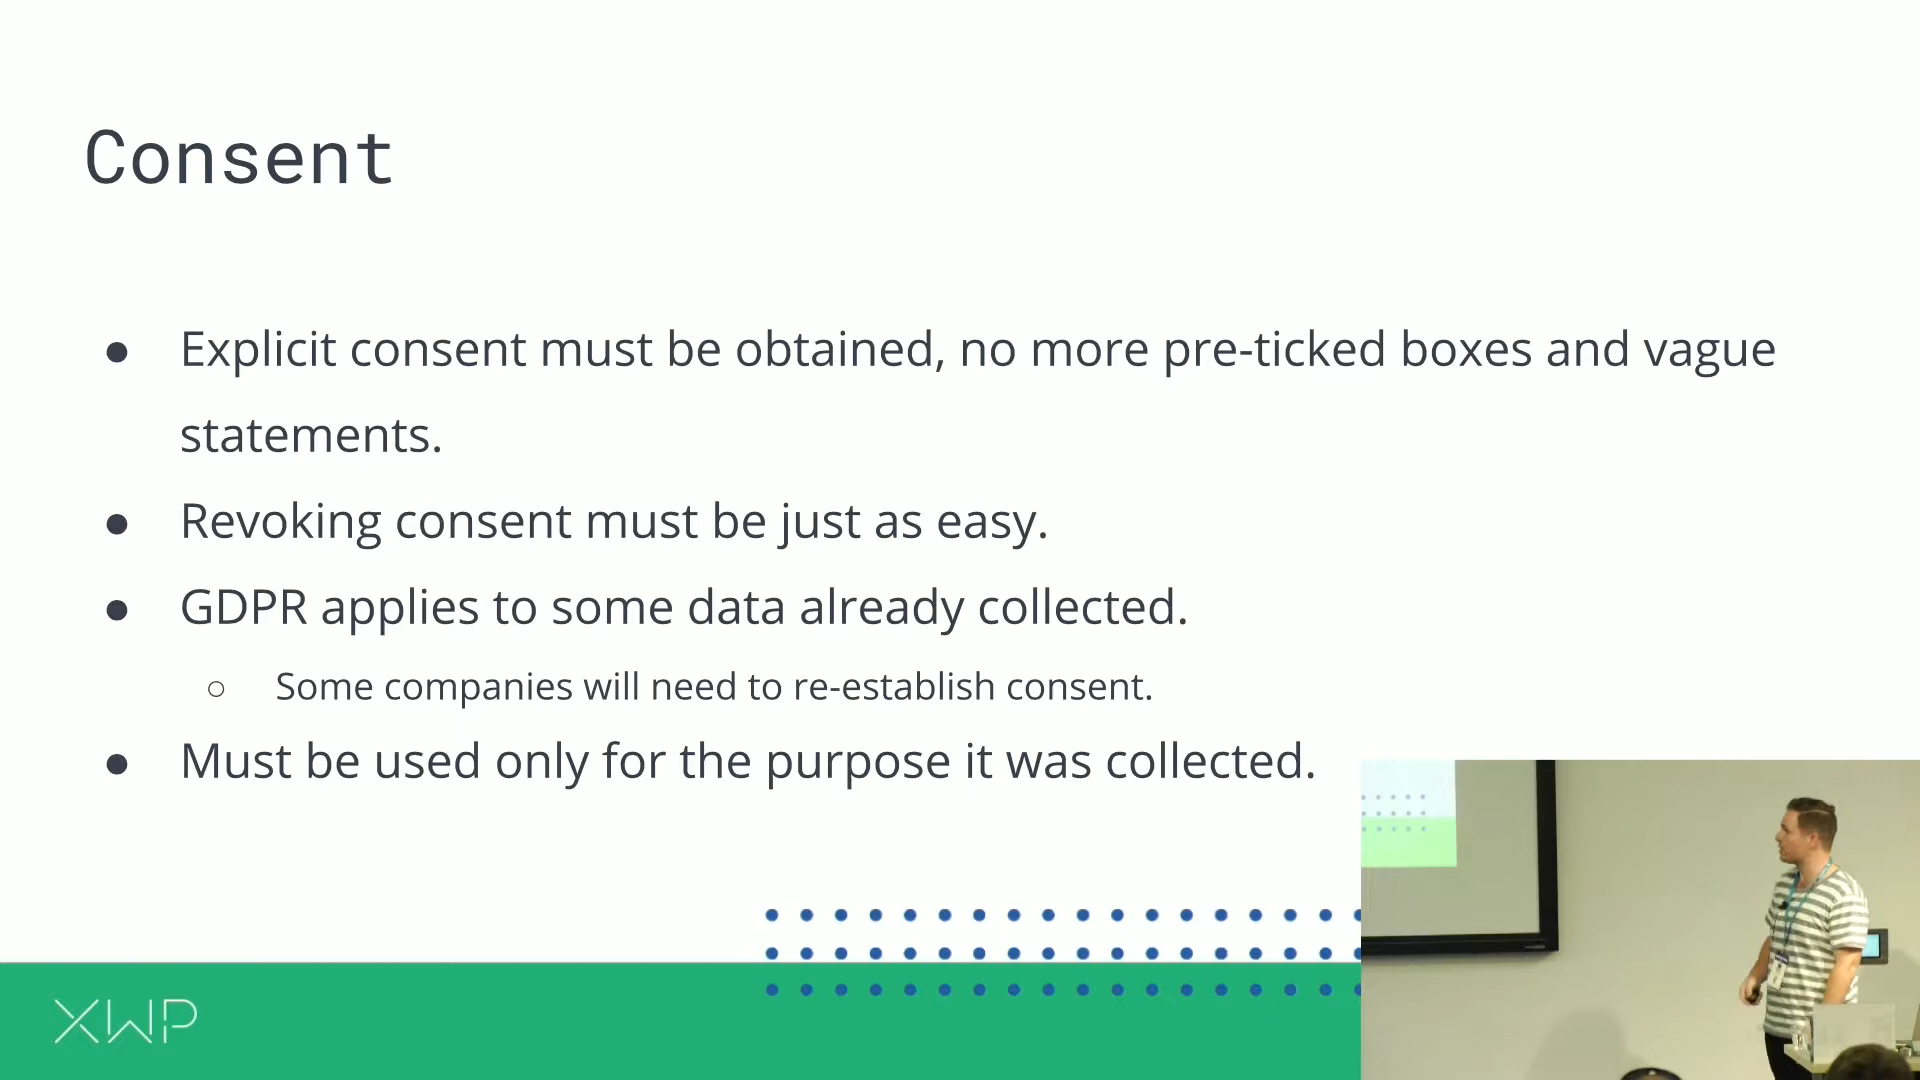 Consent
● Explicit consent must be obtained, no more pre-ticked boxes and vague
statements.
● Revoking consent must be just as easy.
● GDPR applies to some data already collected.
○ Some companies will need to re-establish consent.
● Must be used only for the purpose it was collected.
XWP